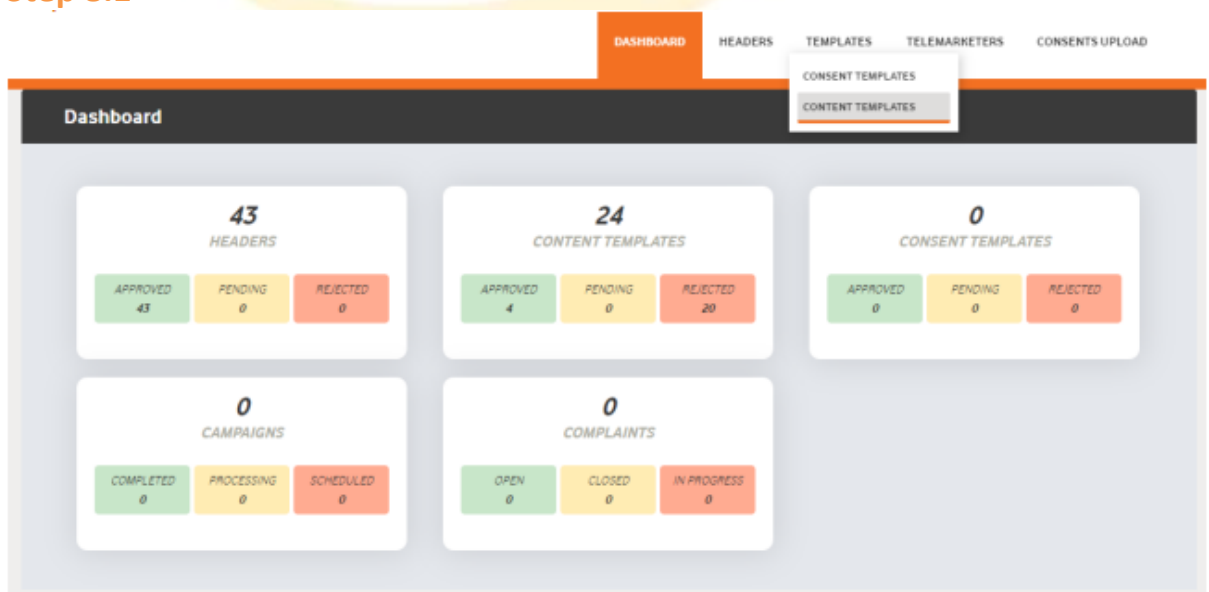 DASHBOARD HEADERS TEMPLATES TELEMARKETERS CONSENTS UPLOAD
CONSENT TEMPLATES
CONTENT TEMPLATES
Dashboard
43
HEADERS
APPROVED PENDING REJECTED
43 0 0
24
CONTENT TEMPLATES
APPROVED PENDING REJECTED
4 0 20
0
CONSENT TEMPLATES
APPROVED PENDING REJECTED
0 0 0
0
CAMPAIGNS
COMPLETED PROCESSING SCHEDULED
0 0 0
0
COMPLAINTS
OPEN CLOSED IN PROGRESS
0 0 0